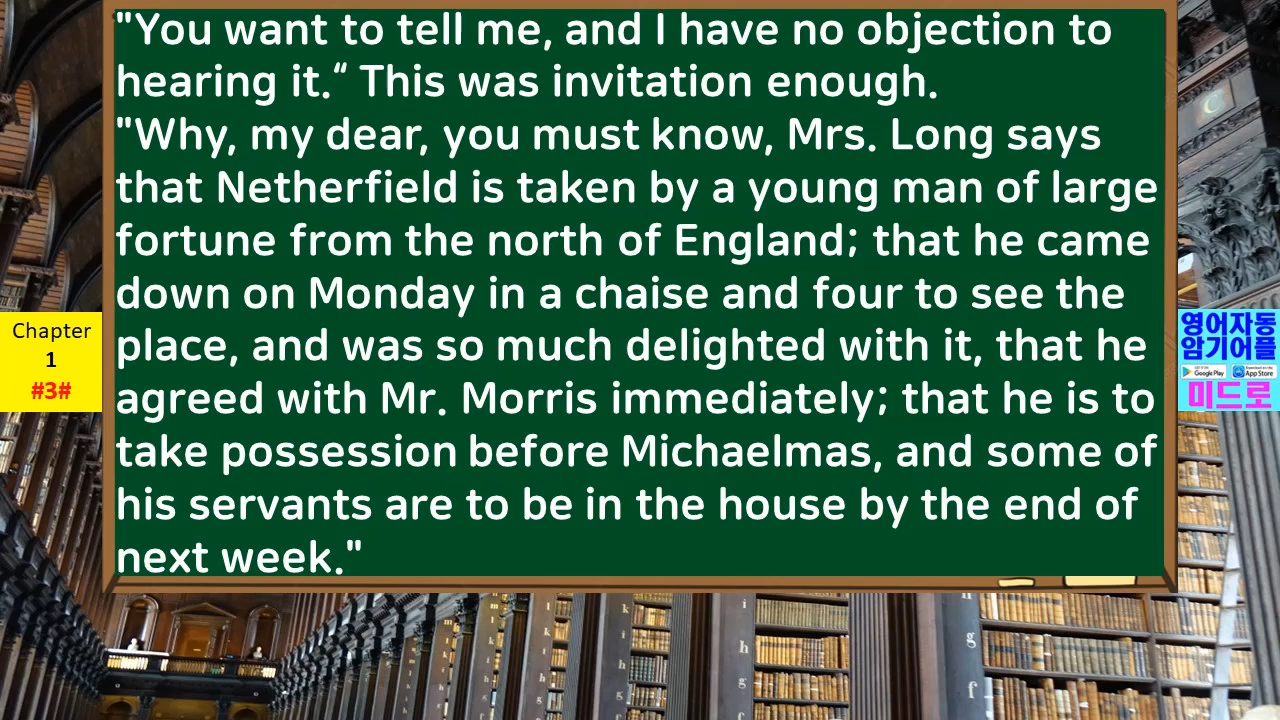 "You want to tell me, and I have no objection to
hearing it.“ This was invitation enough.
"Why, my dear, you must know, Mrs. Long says
that Netherfield is taken by a young man of large
fortune from the north of England; that he came
down on Monday in a chaise and four to see the
place, and was so much delighted with it, that he
agreed with Mr. Morris immediately; that he is to
take possession before Michaelmas, and some of
his servants are to be in the house by the end of
next week."
Chapter
1
#3#
영어자동
암기어플
Google Play
App Store
미드로
l
k
i
h
g
f
i
h
g
k
i
h
g